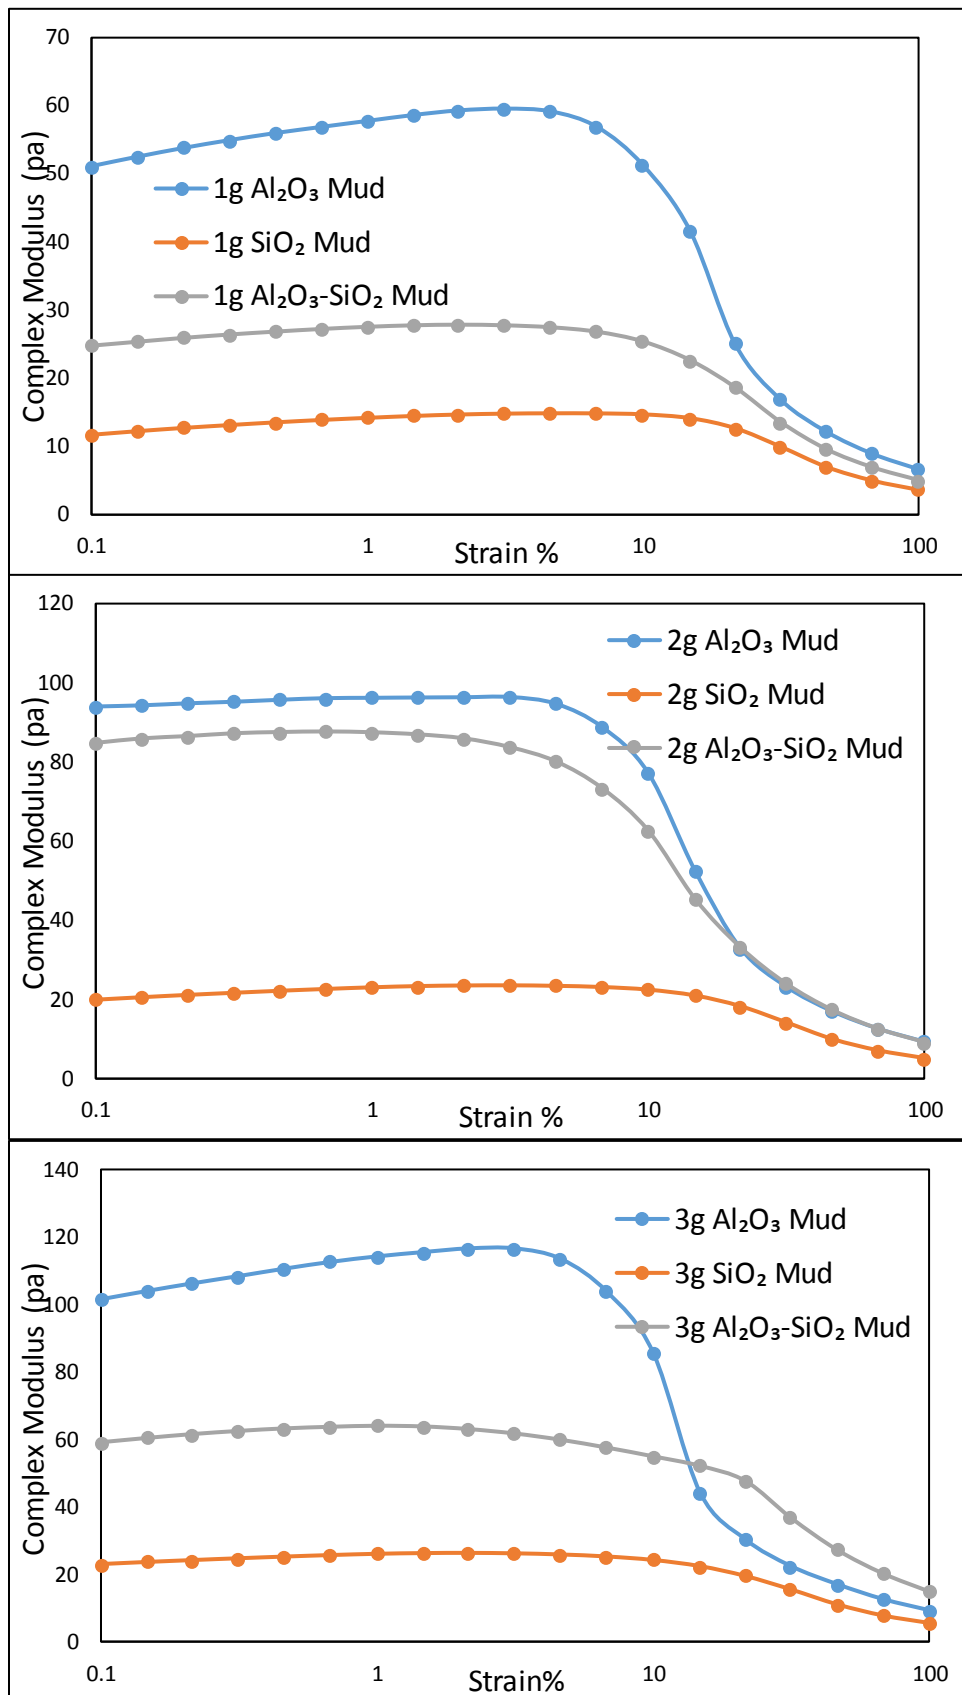 70
60
50
40
30
20
10
0
Complex Modulus (pa)
1g Al₂O₃ Mud
1g SiO₂ Mud
1g Al₂O₃-SiO₂ Mud
0.1
1
10
100
Strain %
120
100
80
60
40
20
0
Complex Modulus (pa)
2g Al₂O₃ Mud
2g SiO₂ Mud
2g Al₂O₃-SiO₂ Mud
0.1
1
10
100
Strain %
140
120
100
80
60
40
20
0
Complex Modulus (pa)
3g Al₂O₃ Mud
3g SiO₂ Mud
3g Al₂O₃-SiO₂ Mud
0.1
1
10
100
Strain%